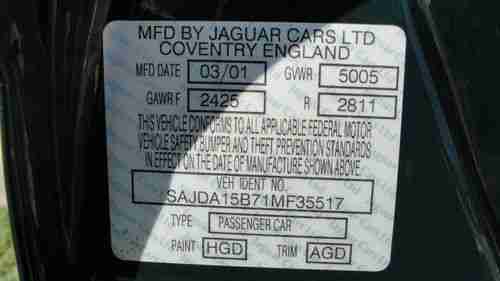 MFD BY JAGUAR CARS LTD
COVENTRY ENGLAND
MFD DATE 03/01 GVWR 5005
GAWR F 2425 R 2811
THIS VEHICLE CONFORMS TO ALL APPLICABLE FEDERAL MOTOR
VEHICLE SAFETY BUMPER AND THEFT PREVENTION STANDARDS
IN EFFECT ON THE DATE OF MANUFACTURE SHOWN ABOVE.
VEH IDENT NO.
SAJDA15B71MF35517
TYPE PASSENGER CAR
PAINT HGD TRIM AGD